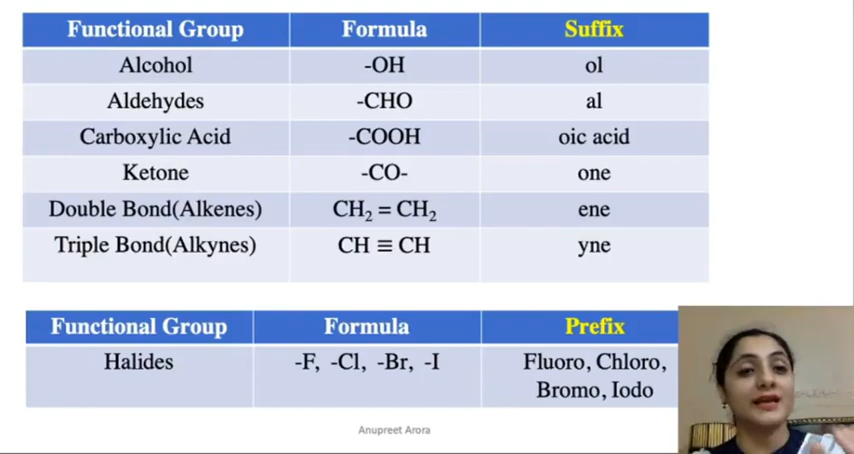 Functional Group Formula Suffix
Alcohol -OH ol
Aldehydes -CHO al
Carboxylic Acid -COOH oic acid
Ketone -CO- one
Double Bond(Alkenes) CH₂ = CH₂ ene
Triple Bond(Alkynes) CH ≡ CH yne
Functional Group Formula Prefix
Halides -F, -Cl, -Br, -I Fluoro, Chloro,
Bromo, Iodo
Anupreet Arora